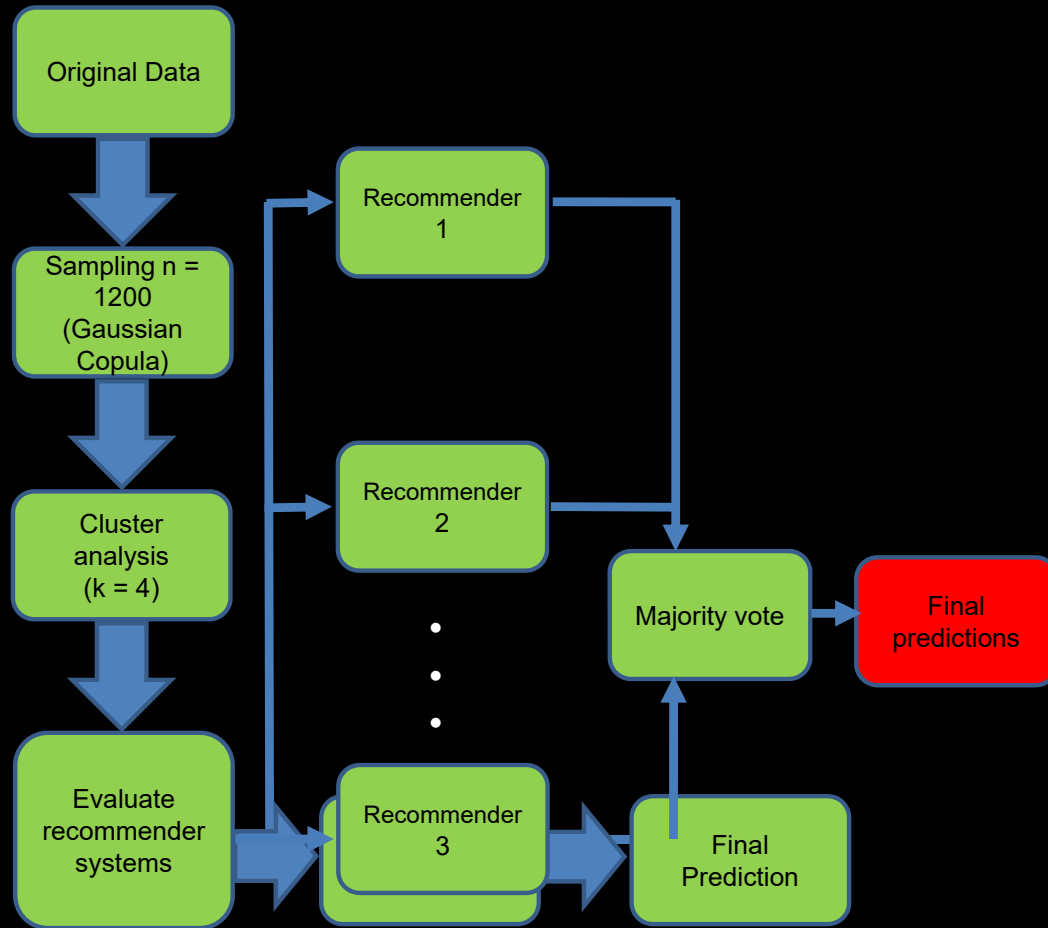 Original Data
Sampling n =
1200
(Gaussian
Copula)
Cluster
analysis
(k = 4)
Evaluate
recommender
systems
Recommender
1
Recommender
2
Recommender
3
Majority vote
Final
predictions
Final
Prediction